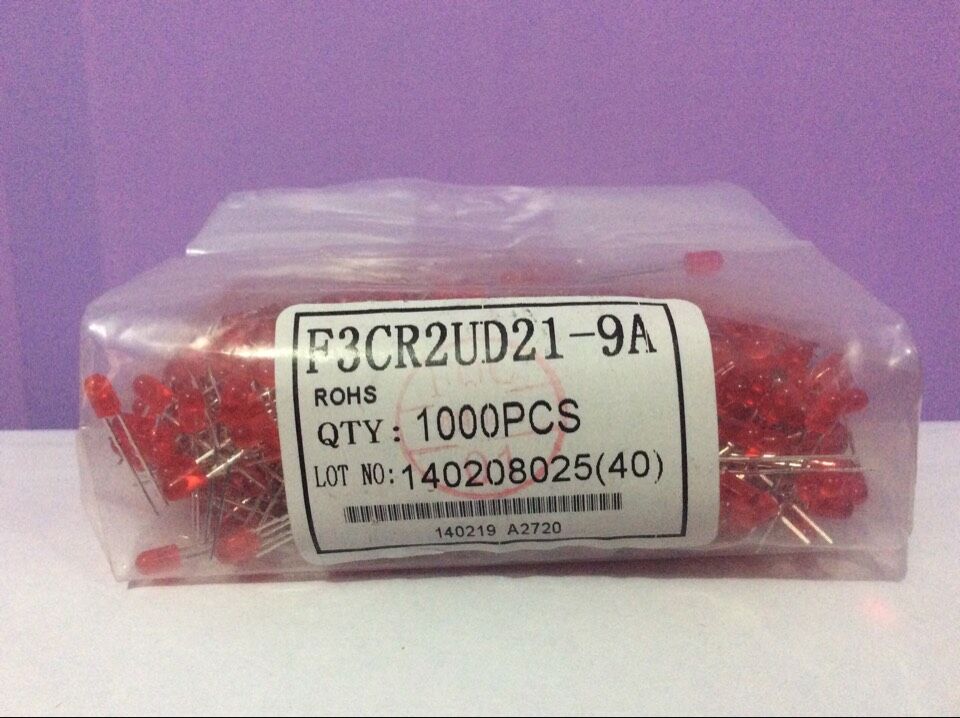 F3CR2UD21-9A
ROHS
QTY: 1000PCS
LOT NO: 140208025(40)
140219 A2720